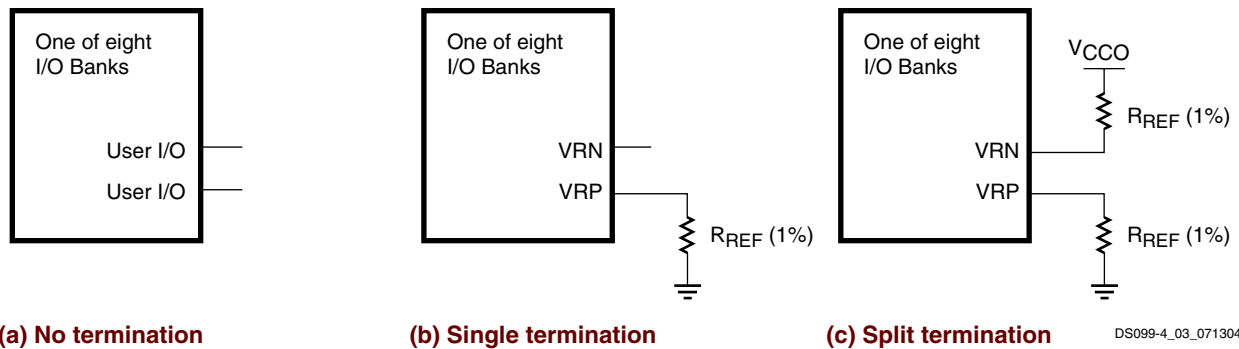 One of eight
I/O Banks
User I/O
User I/O
(a) No termination
One of eight
I/O Banks
VRN
VRP
RREF (1%)
(b) Single termination
One of eight
I/O Banks
VCCO
RREF (1%)
VRN
VRP
RREF (1%)
(c) Split termination
DS099-4_03_071304